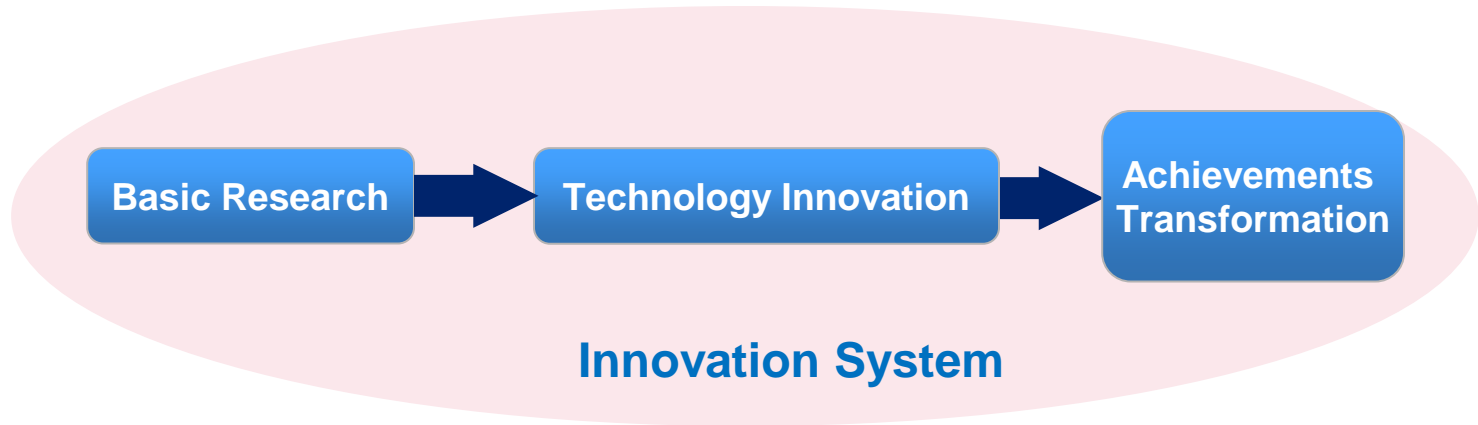 Basic Research
Technology Innovation
Achievements
Transformation
Innovation System